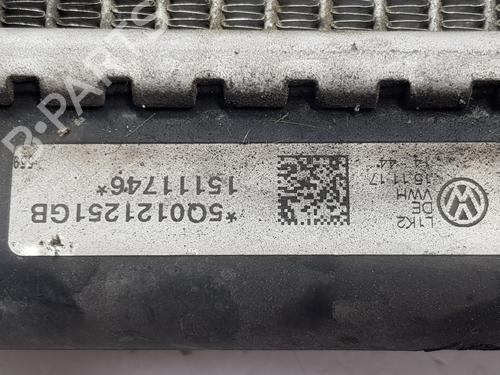 L1K2
DE
VWH
16.11.17
14:44
*5Q0121251GB
15111746*
B-PARTS